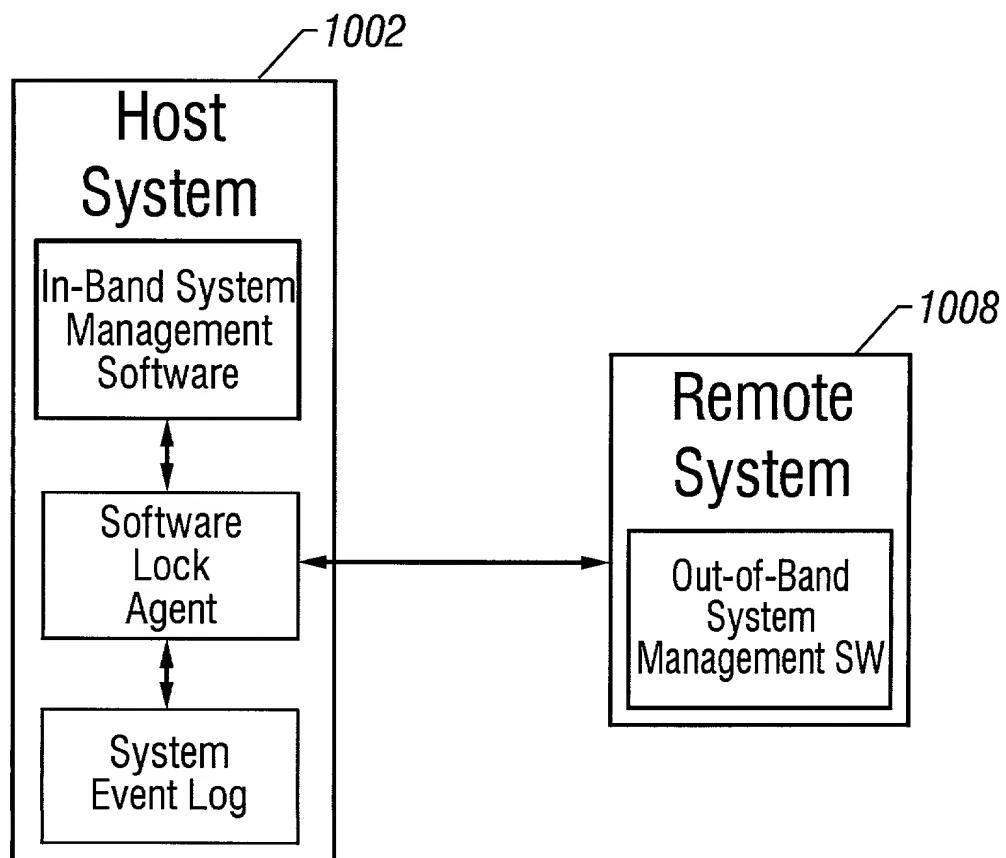 1002
Host
System
In-Band System
Management
Software
Software
Lock
Agent
System
Event Log
1008
Remote
System
Out-of-Band
System
Management SW